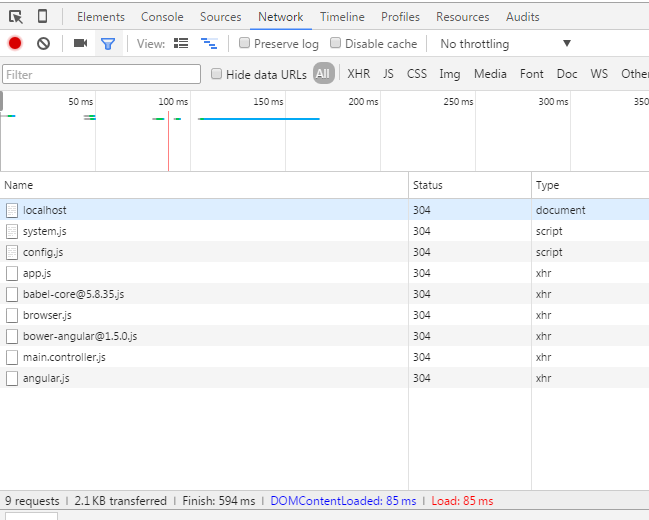 Elements Console Sources Network Timeline Profiles Resources Audits
View: Preserve log Disable cache No throttling ▼
Filter Hide data URLs All XHR JS CSS Img Media Font Doc WS Othe
50 ms 100 ms 150 ms 200 ms 250 ms 300 ms 350
Name Status Type
localhost 304 document
system.js 304 script
config.js 304 script
app.js 304 xhr
babel-core@5.8.35.js 304 xhr
browser.js 304 xhr
bower-angular@1.5.0.js 304 xhr
main.controller.js 304 xhr
angular.js 304 xhr
9 requests | 2.1 KB transferred | Finish: 594 ms | DOMContentLoaded: 85 ms | Load: 85 ms